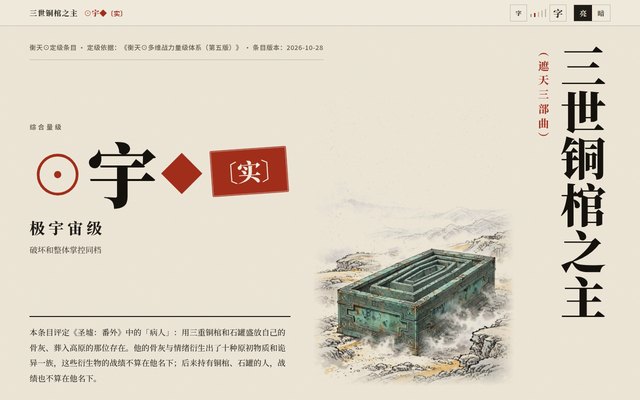 三世铜棺之主 ⊙宇◆〔实〕
字 字 亮 暗
衡天⊙定级条目 · 定级依据：《衡天⊙多维战力量级体系（第五版）》 · 条目版本：2026-10-28
三世铜棺之主
（遮天三部曲）
综合量级
⊙宇◆〔实〕
极宇宙级
破坏和整体掌控同档
本条目评定《圣墟：番外》中的「病人」：用三重铜棺和石罐盛放自己的
骨灰、葬入高原的那位存在。他的骨灰与情绪衍生出了十种原初物质和诡
异一族，这些衍生物的战绩不算在他名下；后来持有铜棺、石罐的人，战
绩也不算在他名下。